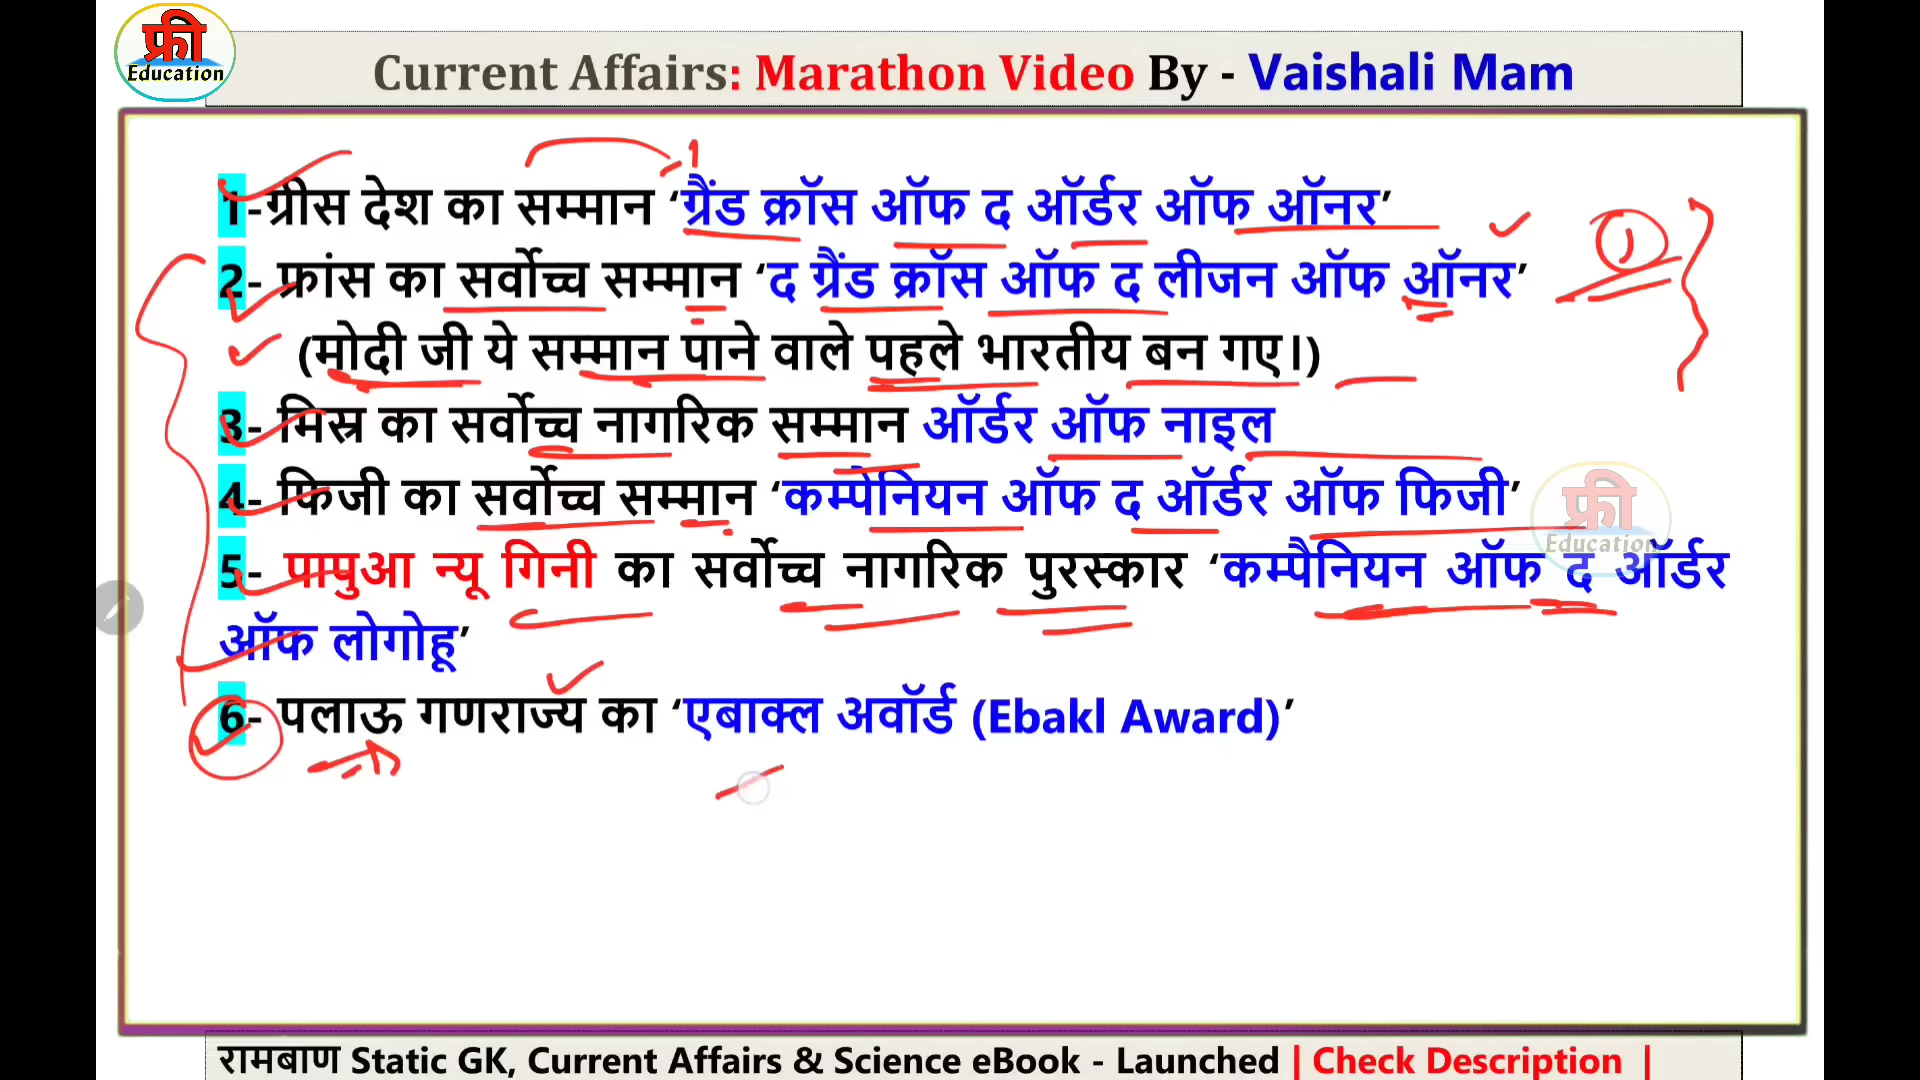 फ्री
Education
Current Affairs: Marathon Video By - Vaishali Mam
1-ग्रीस देश का सम्मान ‘ग्रैंड क्रॉस ऑफ द ऑर्डर ऑफ ऑनर’
2- फ्रांस का सर्वोच्च सम्मान ‘द ग्रैंड क्रॉस ऑफ द लीजन ऑफ ऑनर’
(मोदी जी ये सम्मान पाने वाले पहले भारतीय बन गए।)
3- मिस्र का सर्वोच्च नागरिक सम्मान ऑर्डर ऑफ नाइल
4- फिजी का सर्वोच्च सम्मान ‘कम्पेनियन ऑफ द ऑर्डर ऑफ फिजी’
5- पापुआ न्यू गिनी का सर्वोच्च नागरिक पुरस्कार ‘कम्पैनियन ऑफ द ऑर्डर
ऑफ लोगोहू’
6- पलाऊ गणराज्य का ‘एबाक्ल अवॉर्ड (Ebakl Award)’
फ्री
Education
रामबाण Static GK, Current Affairs & Science eBook - Launched | Check Description |